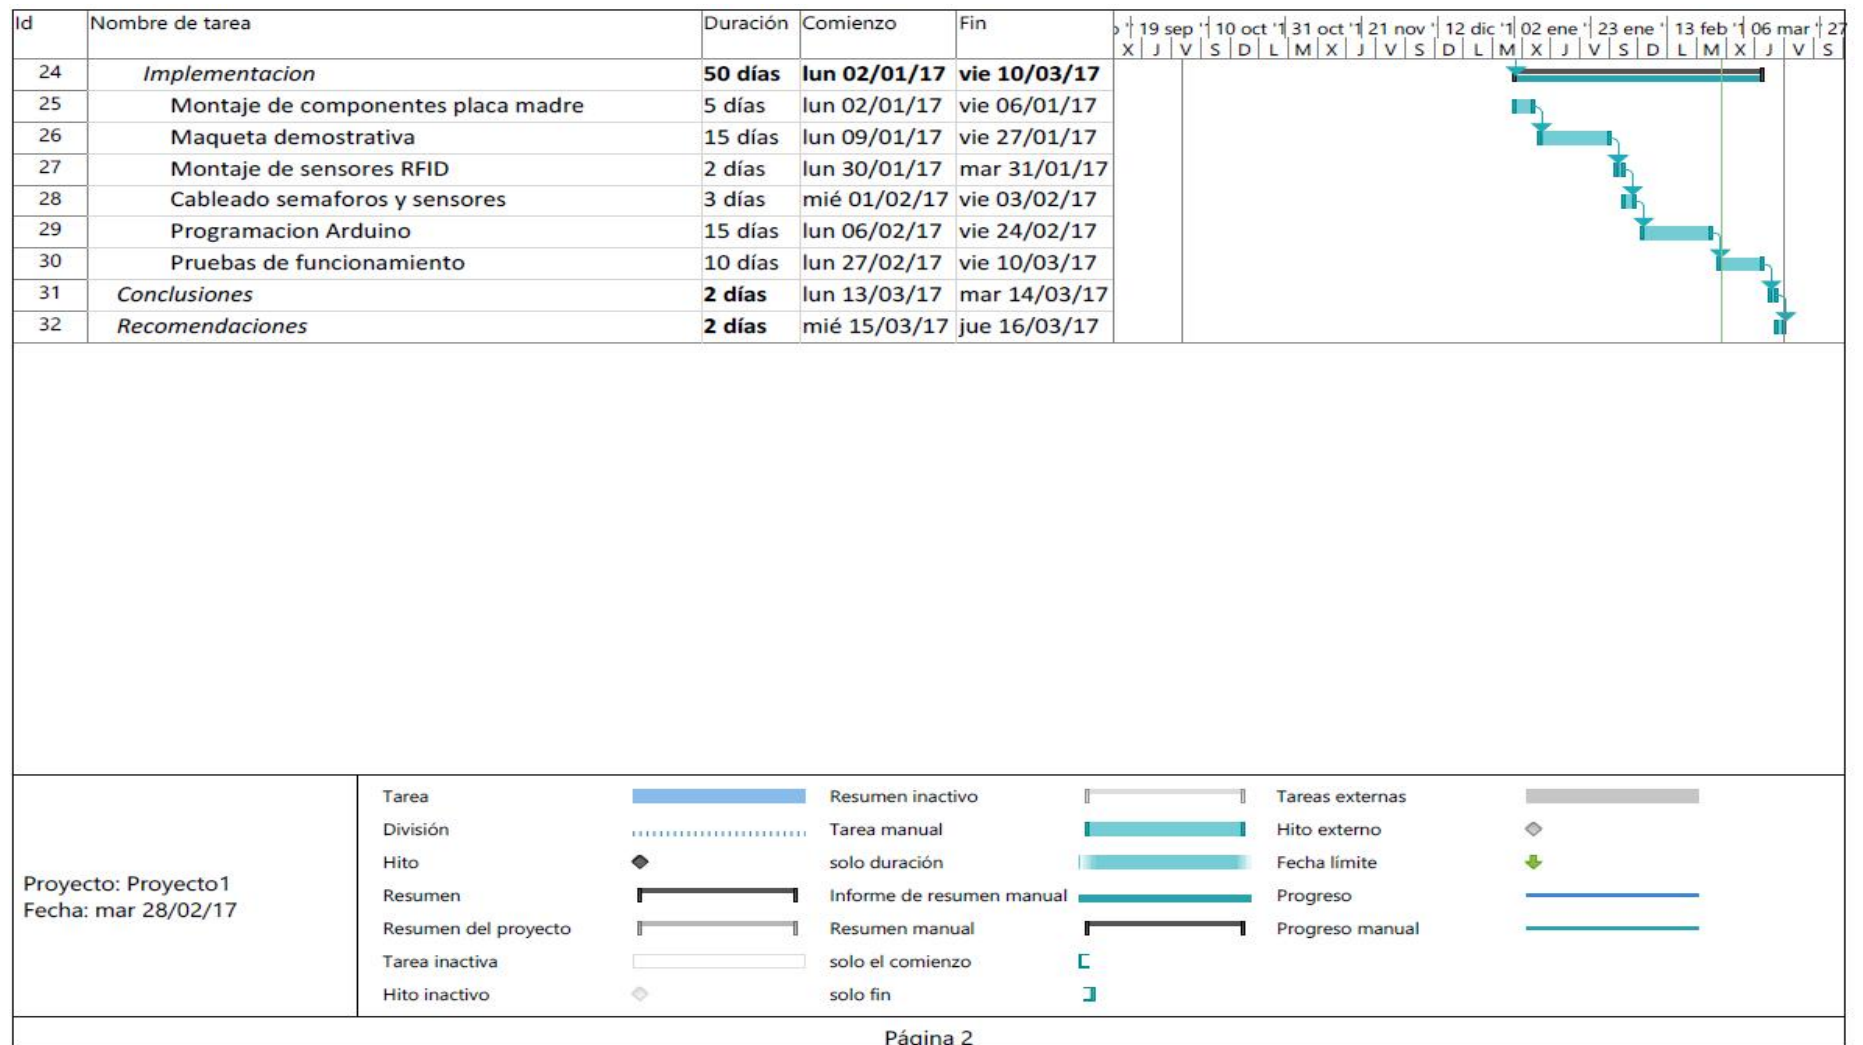 Id Nombre de tarea Duración Comienzo Fin
19 sep '1 10 oct '1 31 oct '1 21 nov '1 12 dic '1 02 ene '1 23 ene '1 13 feb '1 06 mar '1 27
X J V S D L M X J V S D L M X J V S D L M X J V S
24 Implementacion 50 días lun 02/01/17 vie 10/03/17
25 Montaje de componentes placa madre 5 días lun 02/01/17 vie 06/01/17
26 Maqueta demostrativa 15 días lun 09/01/17 vie 27/01/17
27 Montaje de sensores RFID 2 días lun 30/01/17 mar 31/01/17
28 Cableado semaforos y sensores 3 días mié 01/02/17 vie 03/02/17
29 Programacion Arduino 15 días lun 06/02/17 vie 24/02/17
30 Pruebas de funcionamiento 10 días lun 27/02/17 vie 10/03/17
31 Conclusiones 2 días lun 13/03/17 mar 14/03/17
32 Recomendaciones 2 días mié 15/03/17 jue 16/03/17
Proyecto: Proyecto1
Fecha: mar 28/02/17
Tarea Resumen inactivo Tareas externas
División Tarea manual Hito externo
Hito solo duración Fecha límite
Resumen Informe de resumen manual Progreso
Resumen del proyecto Resumen manual Progreso manual
Tarea inactiva solo el comienzo
Hito inactivo solo fin
Página 2